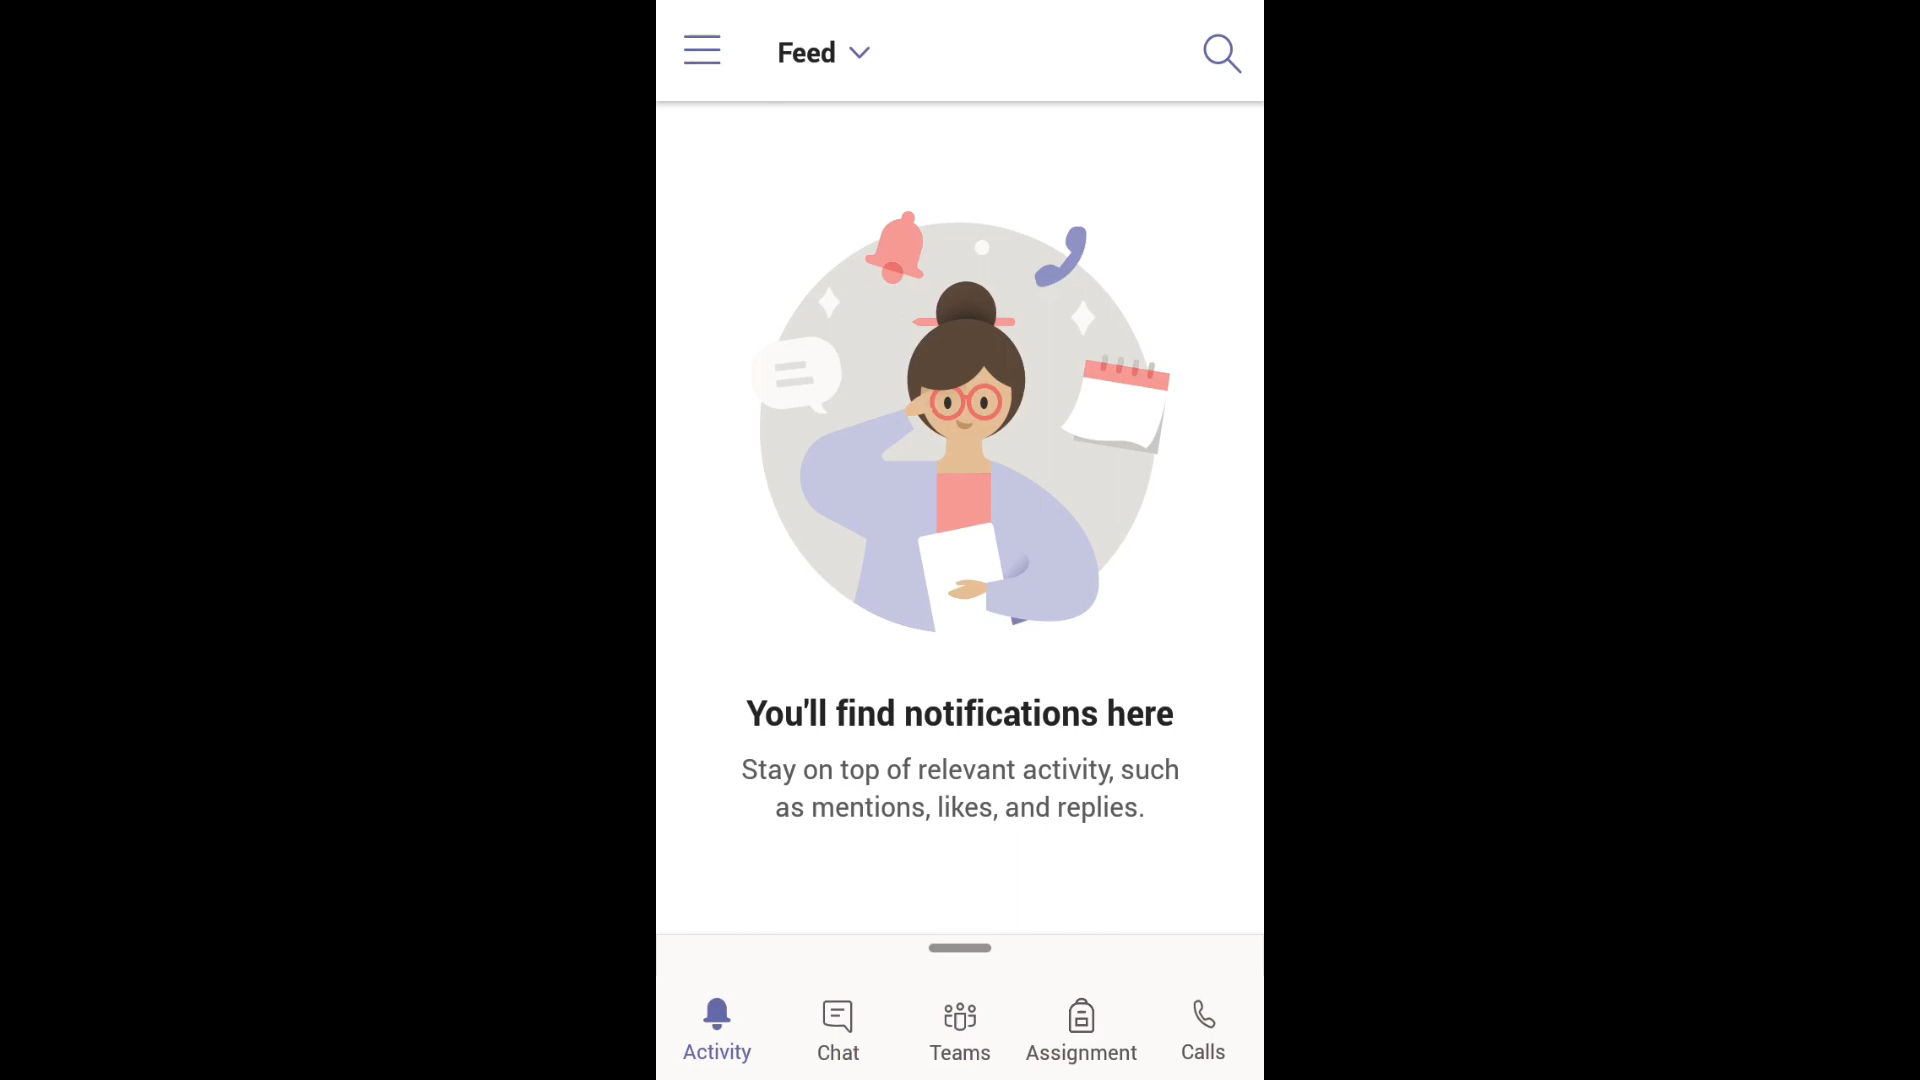 Feed
You'll find notifications here
Stay on top of relevant activity, such
as mentions, likes, and replies.
Activity
Chat
Teams
Assignment
Calls